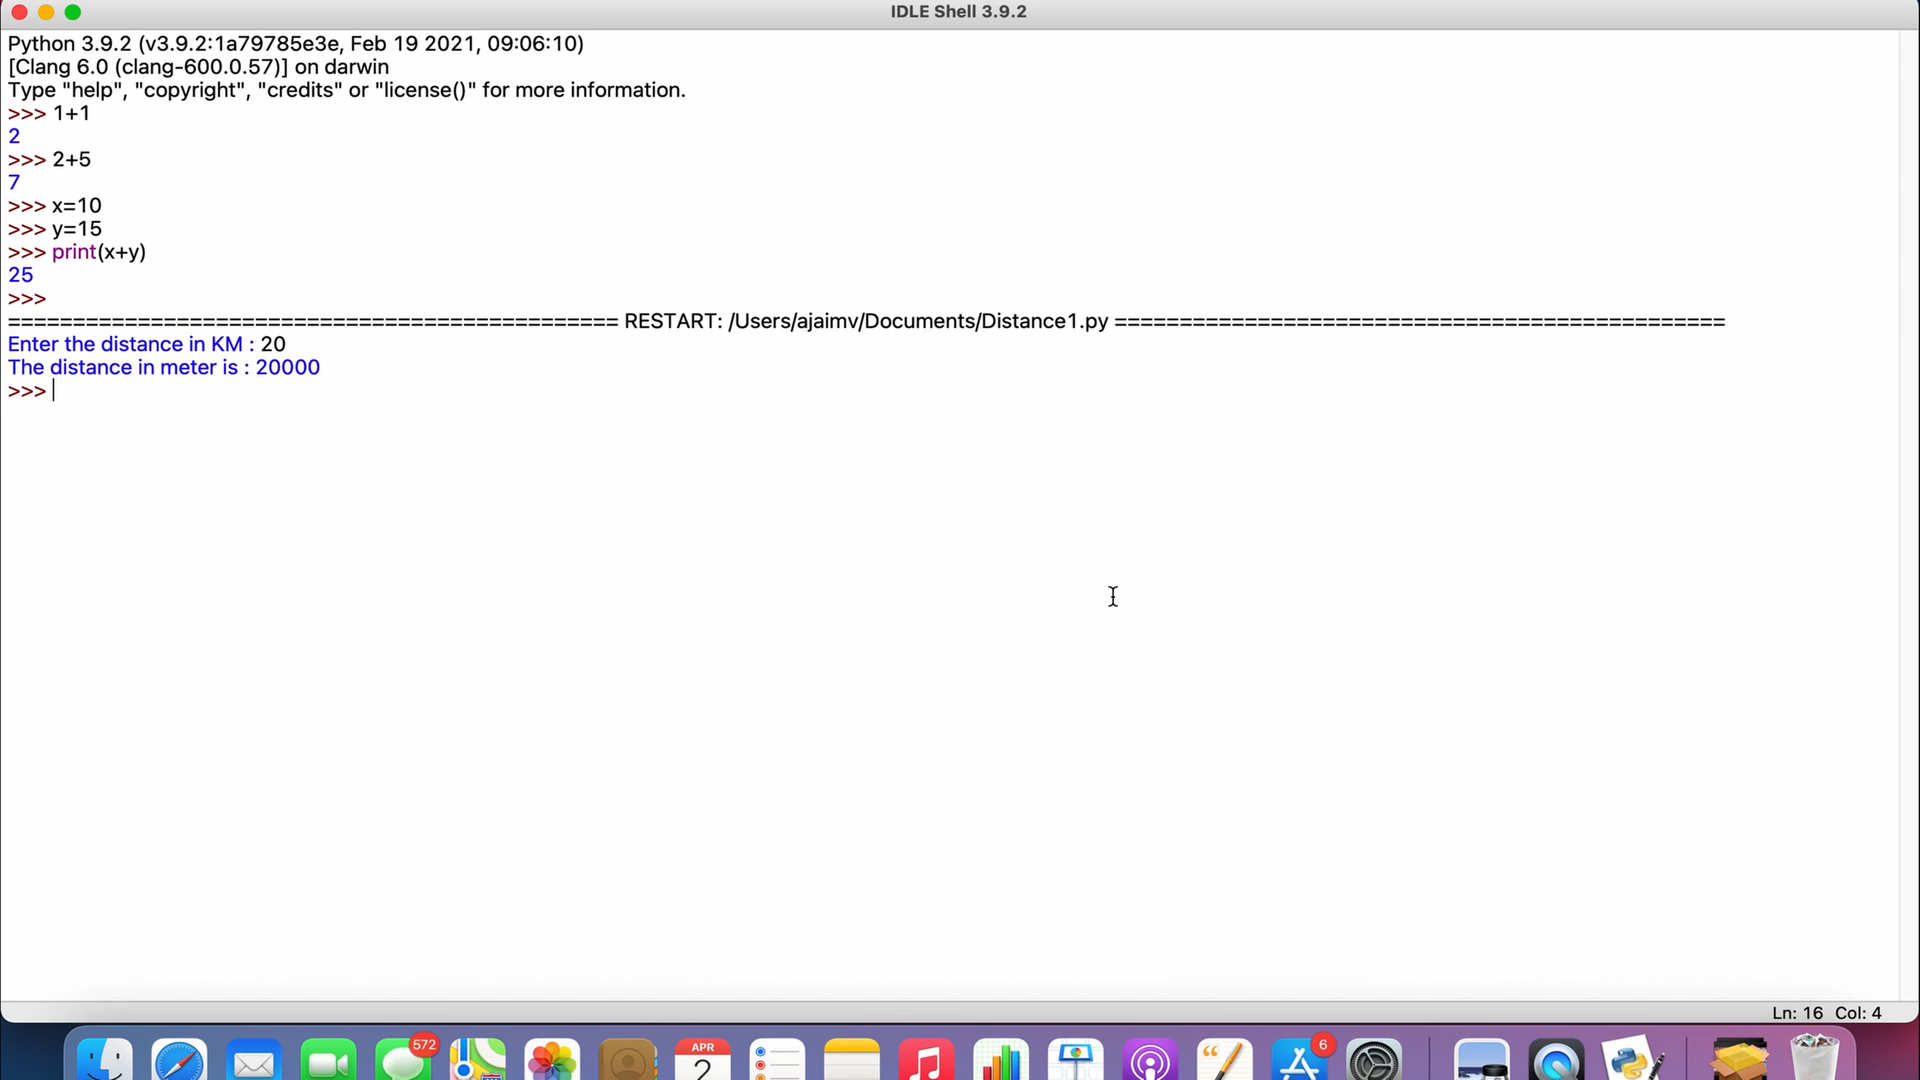 IDLE Shell 3.9.2
Python 3.9.2 (v3.9.2:1a79785e3e, Feb 19 2021, 09:06:10)
[Clang 6.0 (clang-600.0.57)] on darwin
Type "help", "copyright", "credits" or "license()" for more information.
>>> 1+1
2
>>> 2+5
7
>>> x=10
>>> y=15
>>> print(x+y)
25
>>>
=============================================== RESTART: /Users/ajaimv/Documents/Distance1.py ===============================================
Enter the distance in KM : 20
The distance in meter is : 20000
>>>
Ln: 16 Col: 4
572
APR
2
6